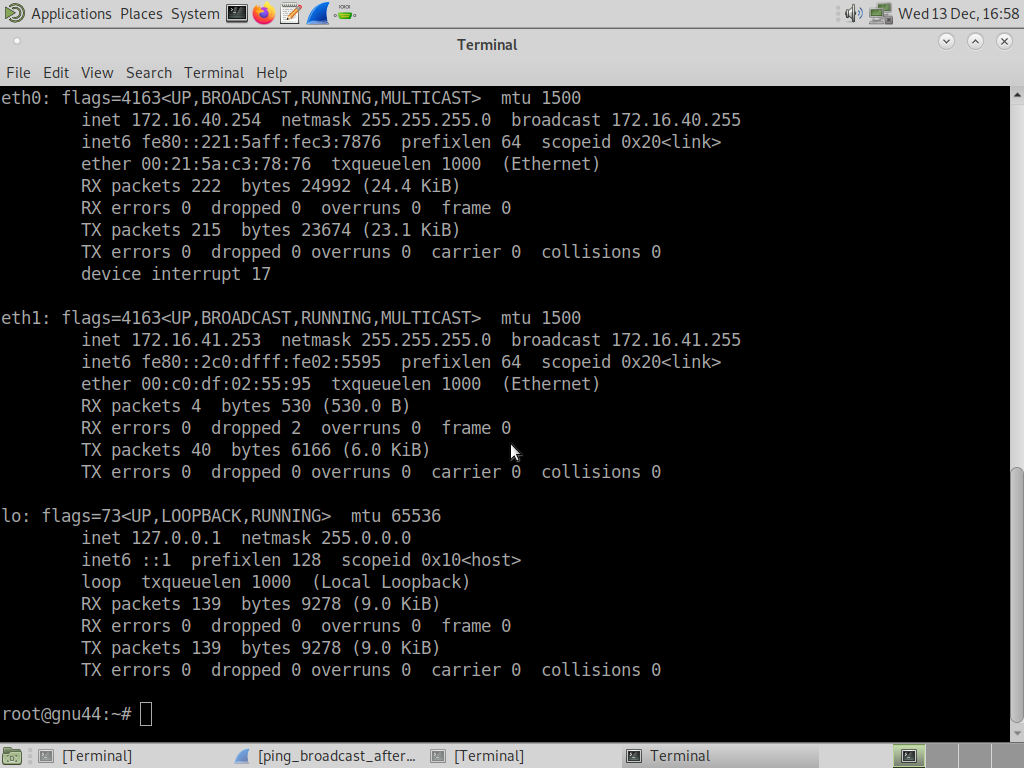 Applications Places System Wed 13 Dec, 16:58
Terminal
File Edit View Search Terminal Help
eth0: flags=4163<UP,BROADCAST,RUNNING,MULTICAST>  mtu 1500
        inet 172.16.40.254  netmask 255.255.255.0  broadcast 172.16.40.255
        inet6 fe80::221:5aff:fec3:7876  prefixlen 64  scopeid 0x20<link>
        ether 00:21:5a:c3:78:76  txqueuelen 1000  (Ethernet)
        RX packets 222  bytes 24992 (24.4 KiB)
        RX errors 0  dropped 0  overruns 0  frame 0
        TX packets 215  bytes 23674 (23.1 KiB)
        TX errors 0  dropped 0 overruns 0  carrier 0  collisions 0
        device interrupt 17

eth1: flags=4163<UP,BROADCAST,RUNNING,MULTICAST>  mtu 1500
        inet 172.16.41.253  netmask 255.255.255.0  broadcast 172.16.41.255
        inet6 fe80::2c0:dfff:fe02:5595  prefixlen 64  scopeid 0x20<link>
        ether 00:c0:df:02:55:95  txqueuelen 1000  (Ethernet)
        RX packets 4  bytes 530 (530.0 B)
        RX errors 0  dropped 2  overruns 0  frame 0
        TX packets 40  bytes 6166 (6.0 KiB)
        TX errors 0  dropped 0 overruns 0  carrier 0  collisions 0

lo: flags=73<UP,LOOPBACK,RUNNING>  mtu 65536
        inet 127.0.0.1  netmask 255.0.0.0
        inet6 ::1  prefixlen 128  scopeid 0x10<host>
        loop  txqueuelen 1000  (Local Loopback)
        RX packets 139  bytes 9278 (9.0 KiB)
        RX errors 0  dropped 0  overruns 0  frame 0
        TX packets 139  bytes 9278 (9.0 KiB)
        TX errors 0  dropped 0 overruns 0  carrier 0  collisions 0

root@gnu44:~#
[Terminal] [ping_broadcast_after... [Terminal] Terminal